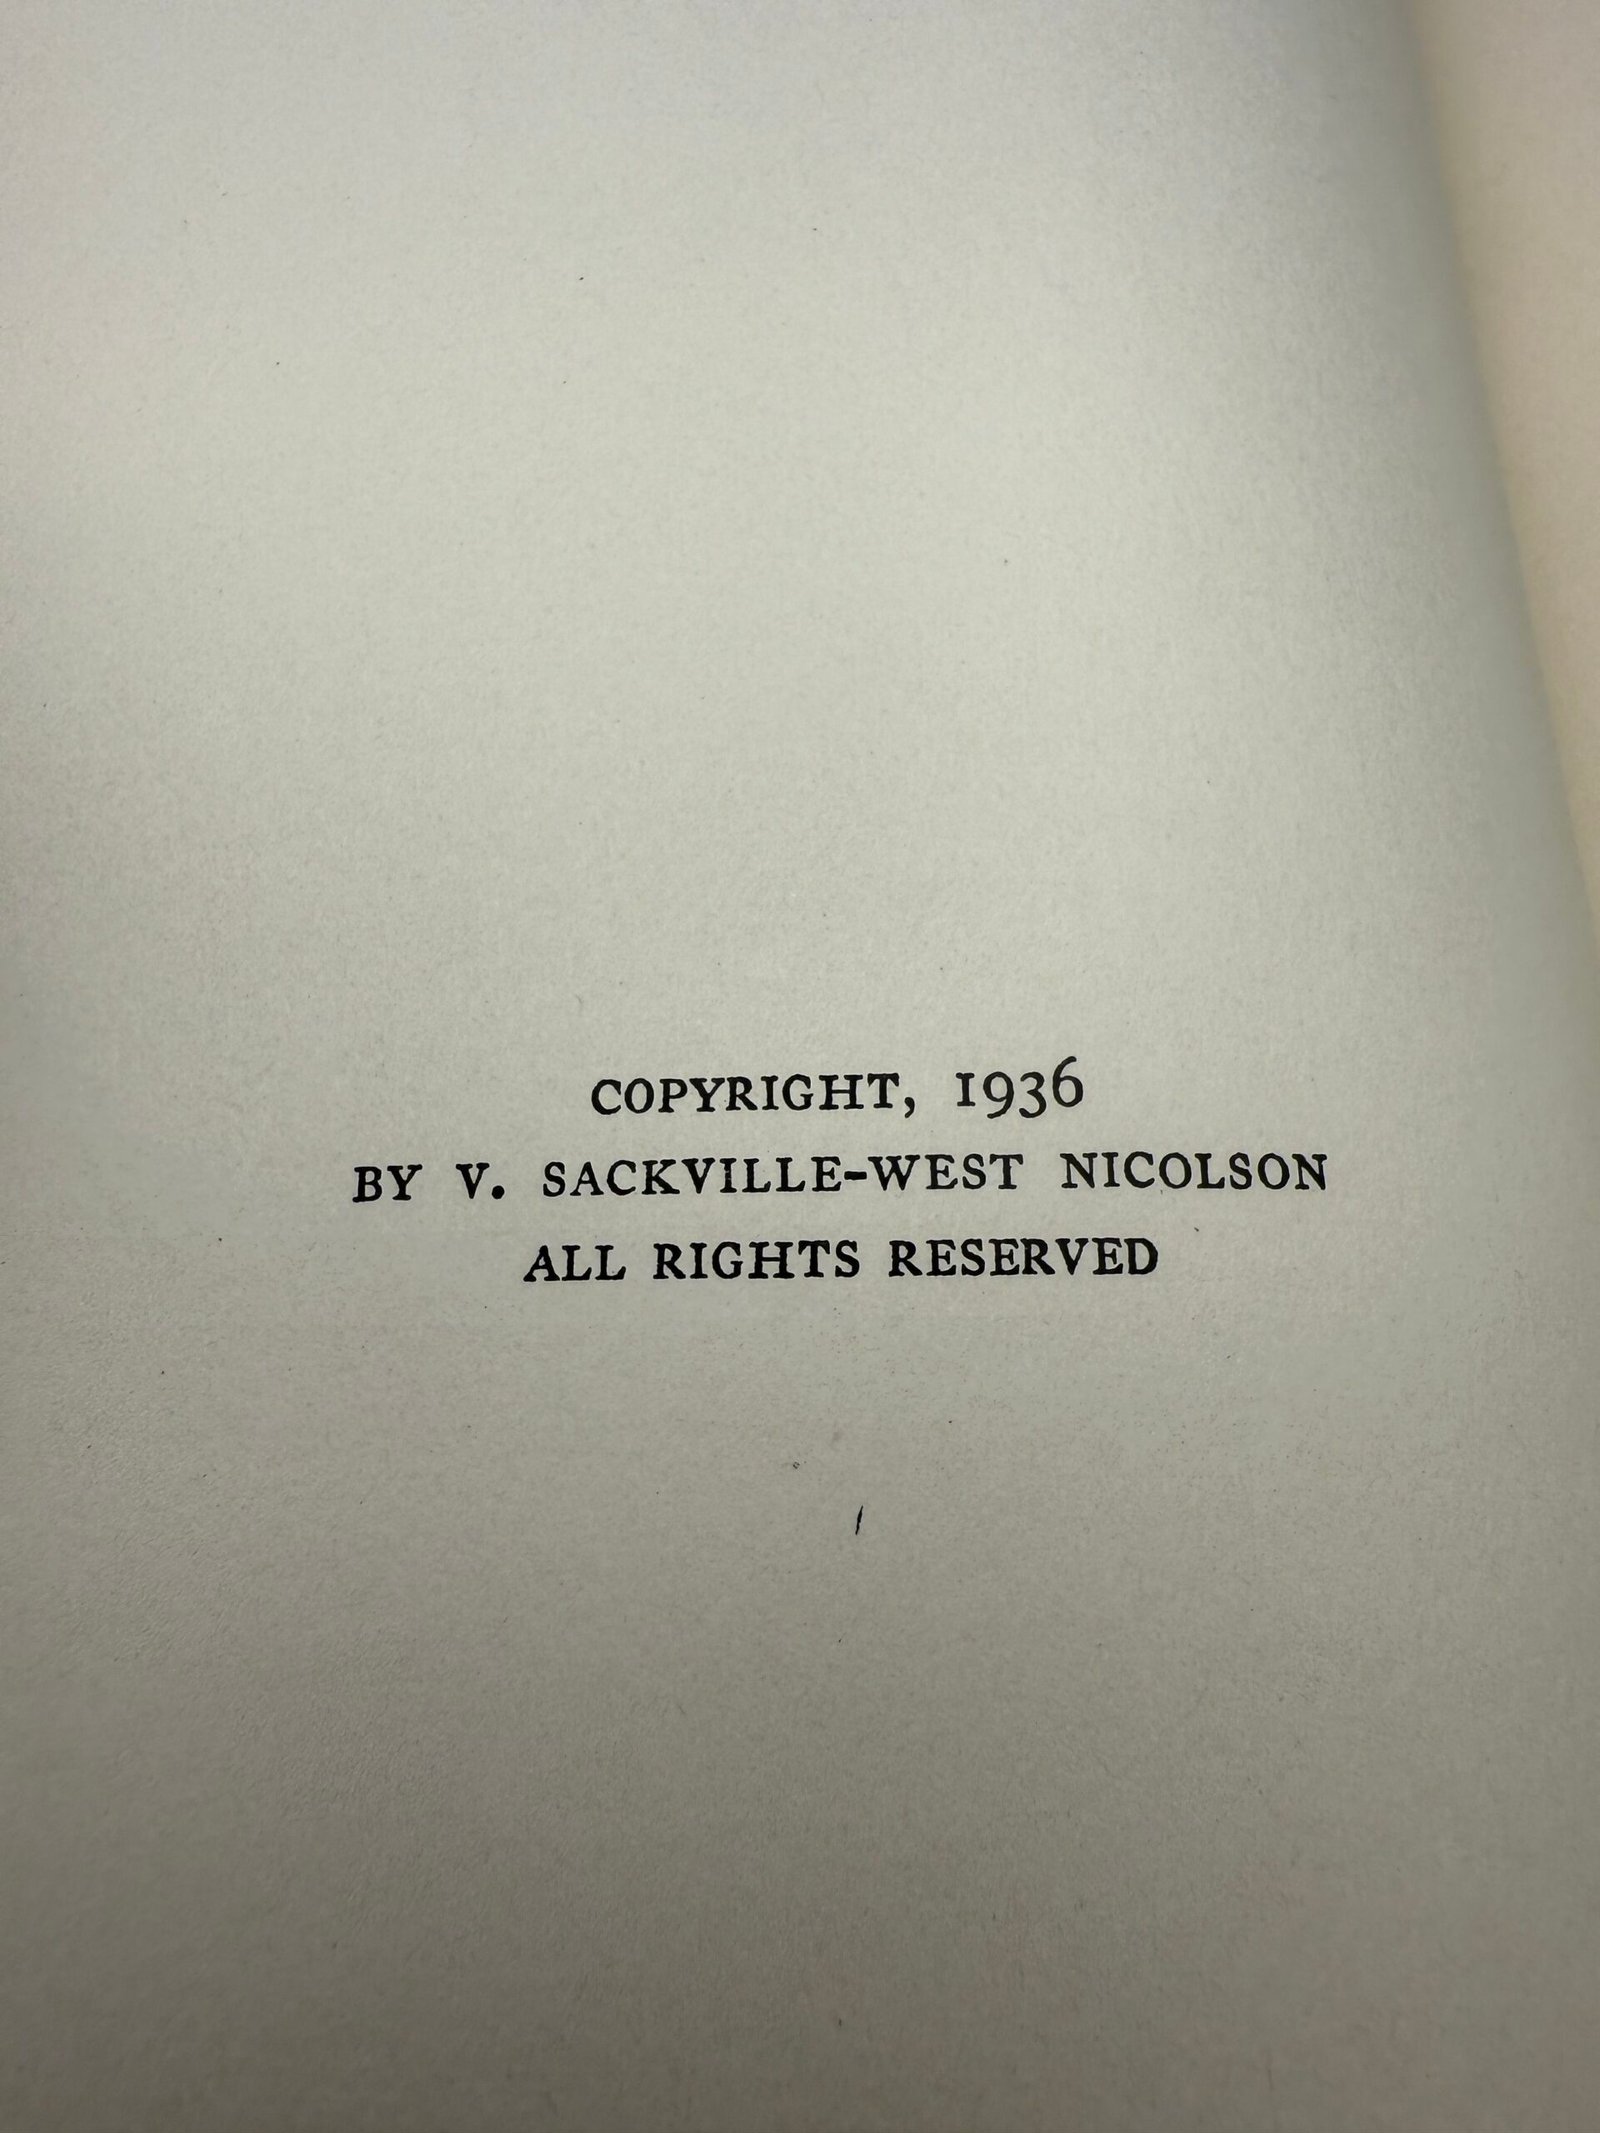 COPYRIGHT, 1936
BY V. SACKVILLE-WEST NICOLSON
ALL RIGHTS RESERVED